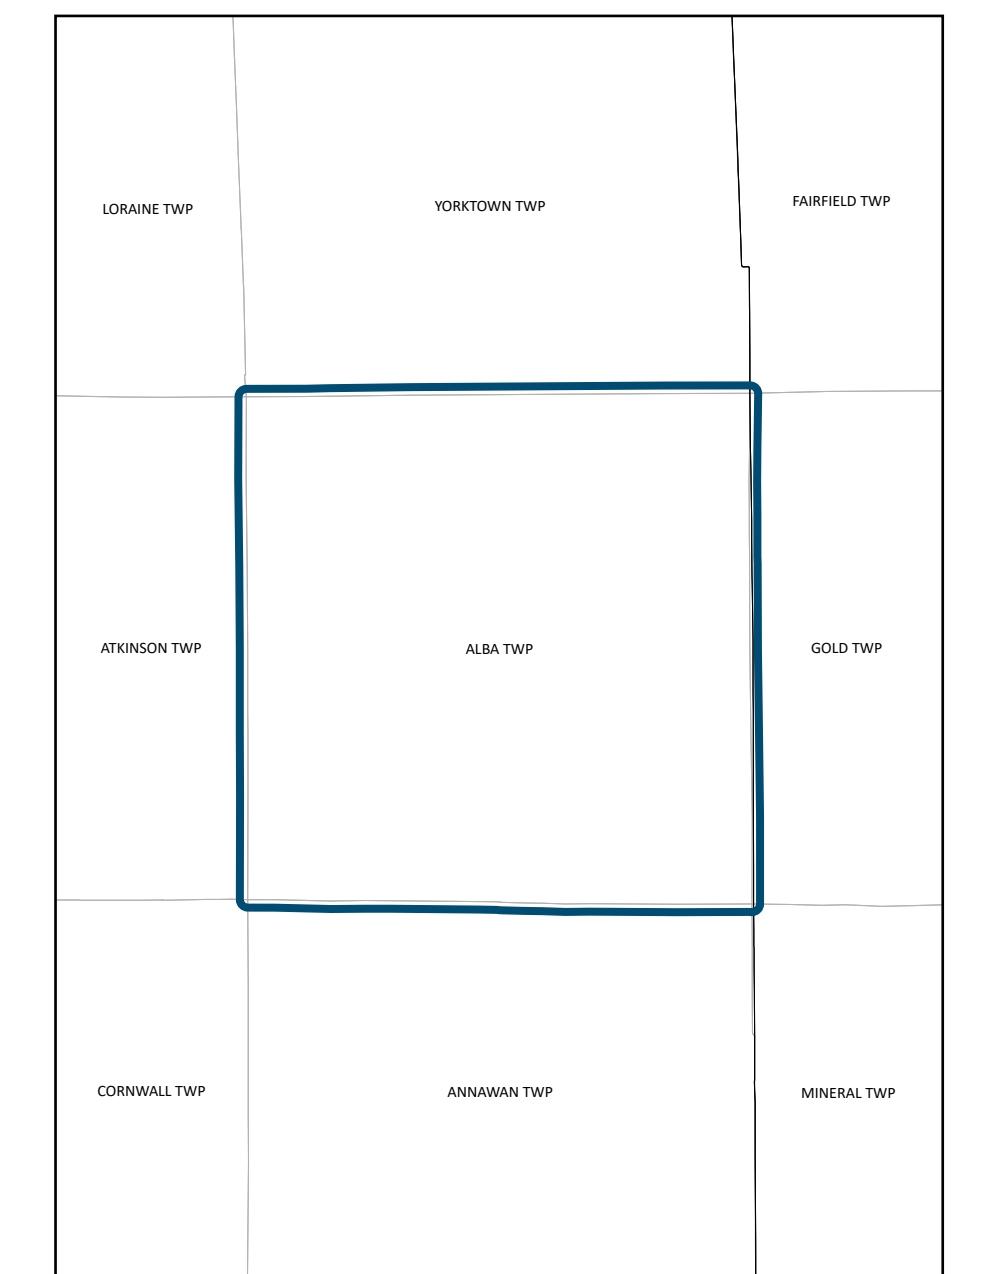 LORAINE TWP
YORKTOWN TWP
FAIRFIELD TWP
ATKINSON TWP
ALBA TWP
GOLD TWP
CORNWALL TWP
ANNAWAN TWP
MINERAL TWP